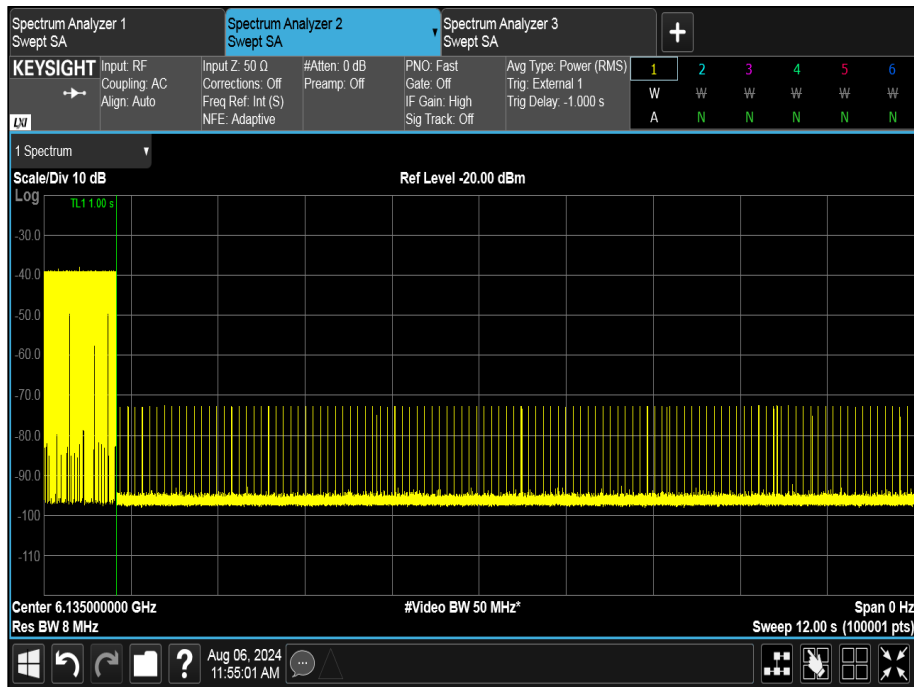 Spectrum Analyzer 1
Swept SA
Spectrum Analyzer 2
Swept SA
Spectrum Analyzer 3
Swept SA
+
KEYSIGHT
LXI
Input: RF
Coupling: AC
Align: Auto
Input Z: 50 Ω
Corrections: Off
Freq Ref: Int (S)
NFE: Adaptive
#Atten: 0 dB
Preamp: Off
PNO: Fast
Gate: Off
IF Gain: High
Sig Track: Off
Avg Type: Power (RMS)
Trig: External 1
Trig Delay: -1.000 s
1 2 3 4 5 6
W W W W W W
A N N N N N
1 Spectrum
Scale/Div 10 dB
Ref Level -20.00 dBm
Log
TL1 1.00 s
-30.0
-40.0
-50.0
-60.0
-70.0
-80.0
-90.0
-100
-110
Center 6.135000000 GHz
#Video BW 50 MHz*
Span 0 Hz
Res BW 8 MHz
Sweep 12.00 s (100001 pts)
?
Aug 06, 2024
11:55:01 AM